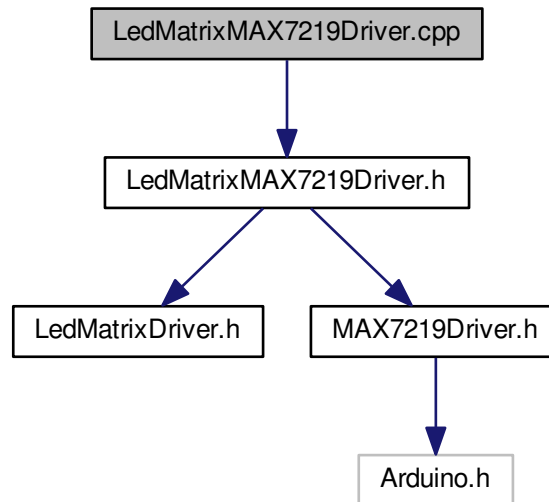 LedMatrixMAX7219Driver.cpp
LedMatrixMAX7219Driver.h
LedMatrixDriver.h
MAX7219Driver.h
Arduino.h